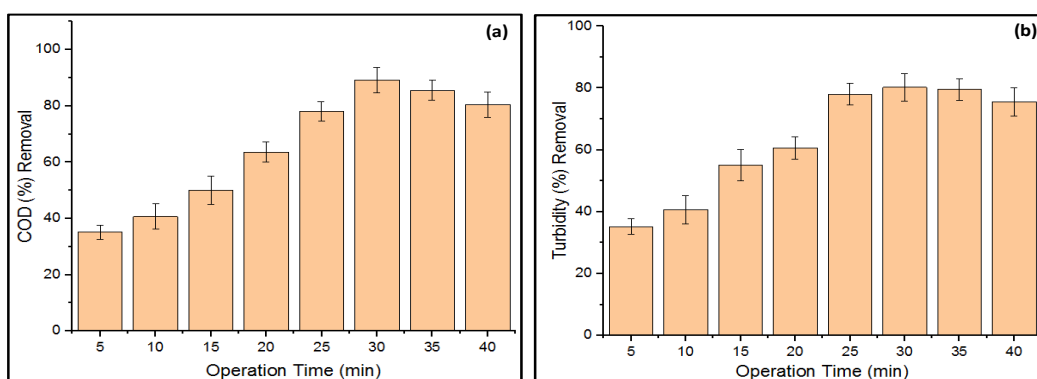 (a)
COD (%) Removal
100
80
60
40
20
0
5 10 15 20 25 30 35 40
Operation Time (min)
(b)
Turbidity (%) Removal
100
80
60
40
20
0
5 10 15 20 25 30 35 40
Operation Time (min)